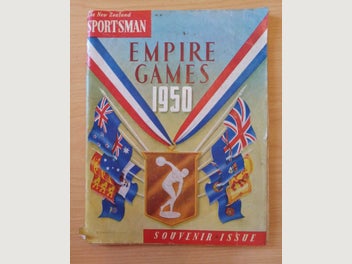 The New Zealand
SPORTSMAN
EMPIRE
GAMES
1950
SOUVENIR ISSUE